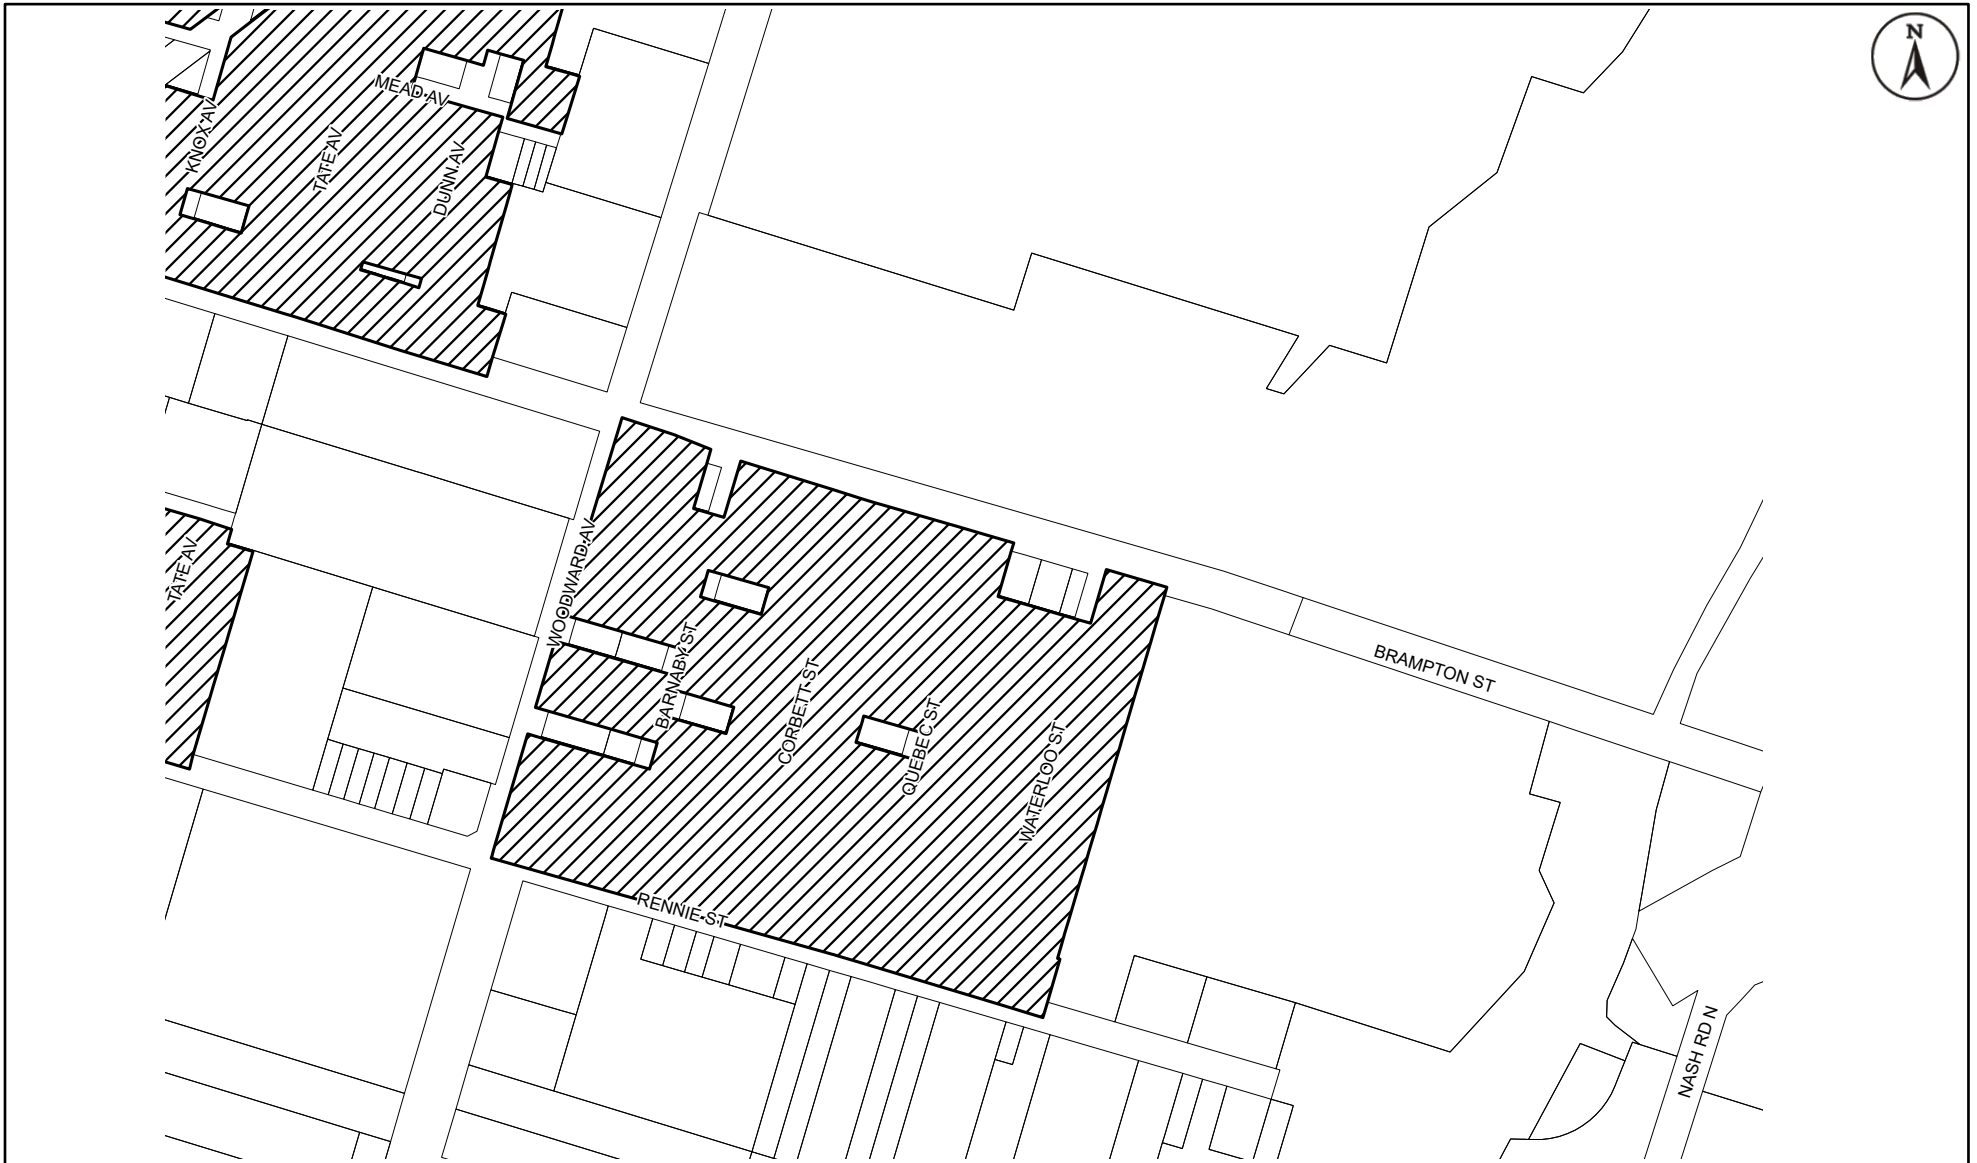 N
MEAD AV
KNOX AV
TATE AV
DUNN AV
WOODWARD AV
TATE AV
BARNABY ST
CORBETT ST
QUEBEC ST
WATERLOO ST
BRAMPTON ST
RENNIE ST
NASH RD N